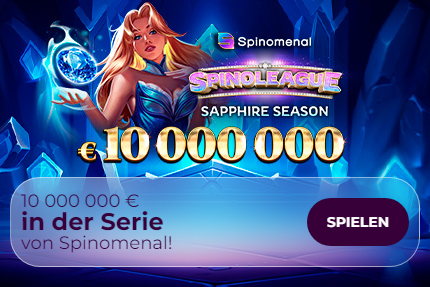 Spinomenal
SPINOLEAGUE
SAPPHIRE SEASON
€ 10 000 000
10 000 000 €
in der Serie
von Spinomenal!
SPIELEN